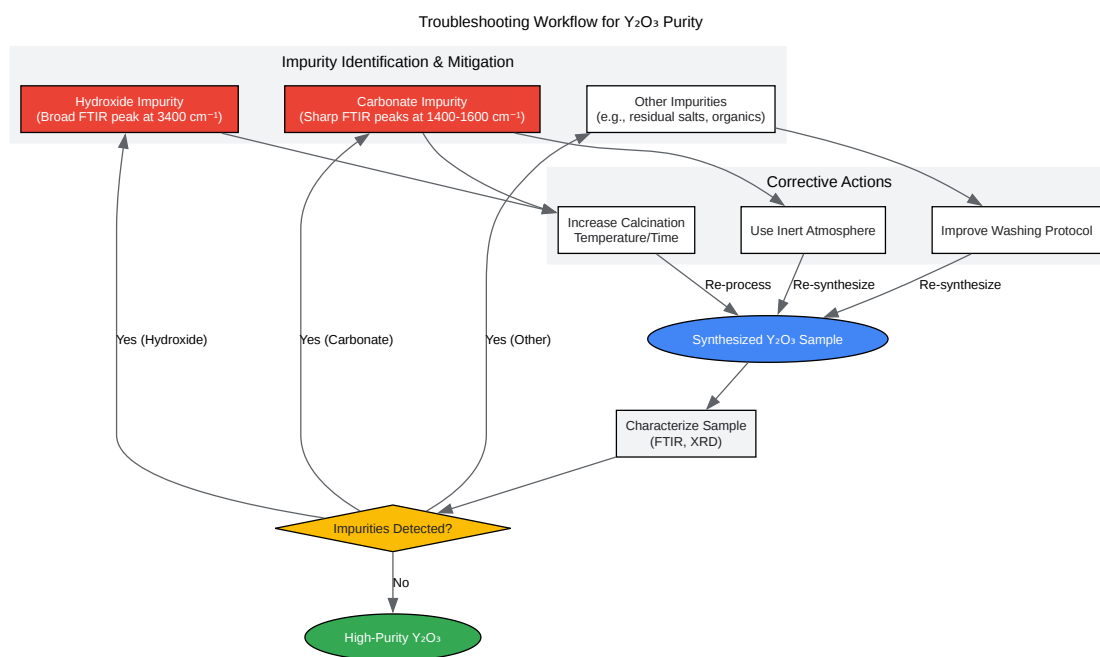 Troubleshooting Workflow for Y₂O₃ Purity
Impurity Identification & Mitigation
Hydroxide Impurity
(Broad FTIR peak at 3400 cm⁻¹)
Carbonate Impurity
(Sharp FTIR peaks at 1400-1600 cm⁻¹)
Other Impurities
(e.g., residual salts, organics)
Corrective Actions
Increase Calcination
Temperature/Time
Use Inert Atmosphere
Improve Washing Protocol
Re-process
Re-synthesize
Re-synthesize
Yes (Hydroxide)
Yes (Carbonate)
Yes (Other)
Synthesized Y₂O₃ Sample
Characterize Sample
(FTIR, XRD)
Impurities Detected?
No
High-Purity Y₂O₃